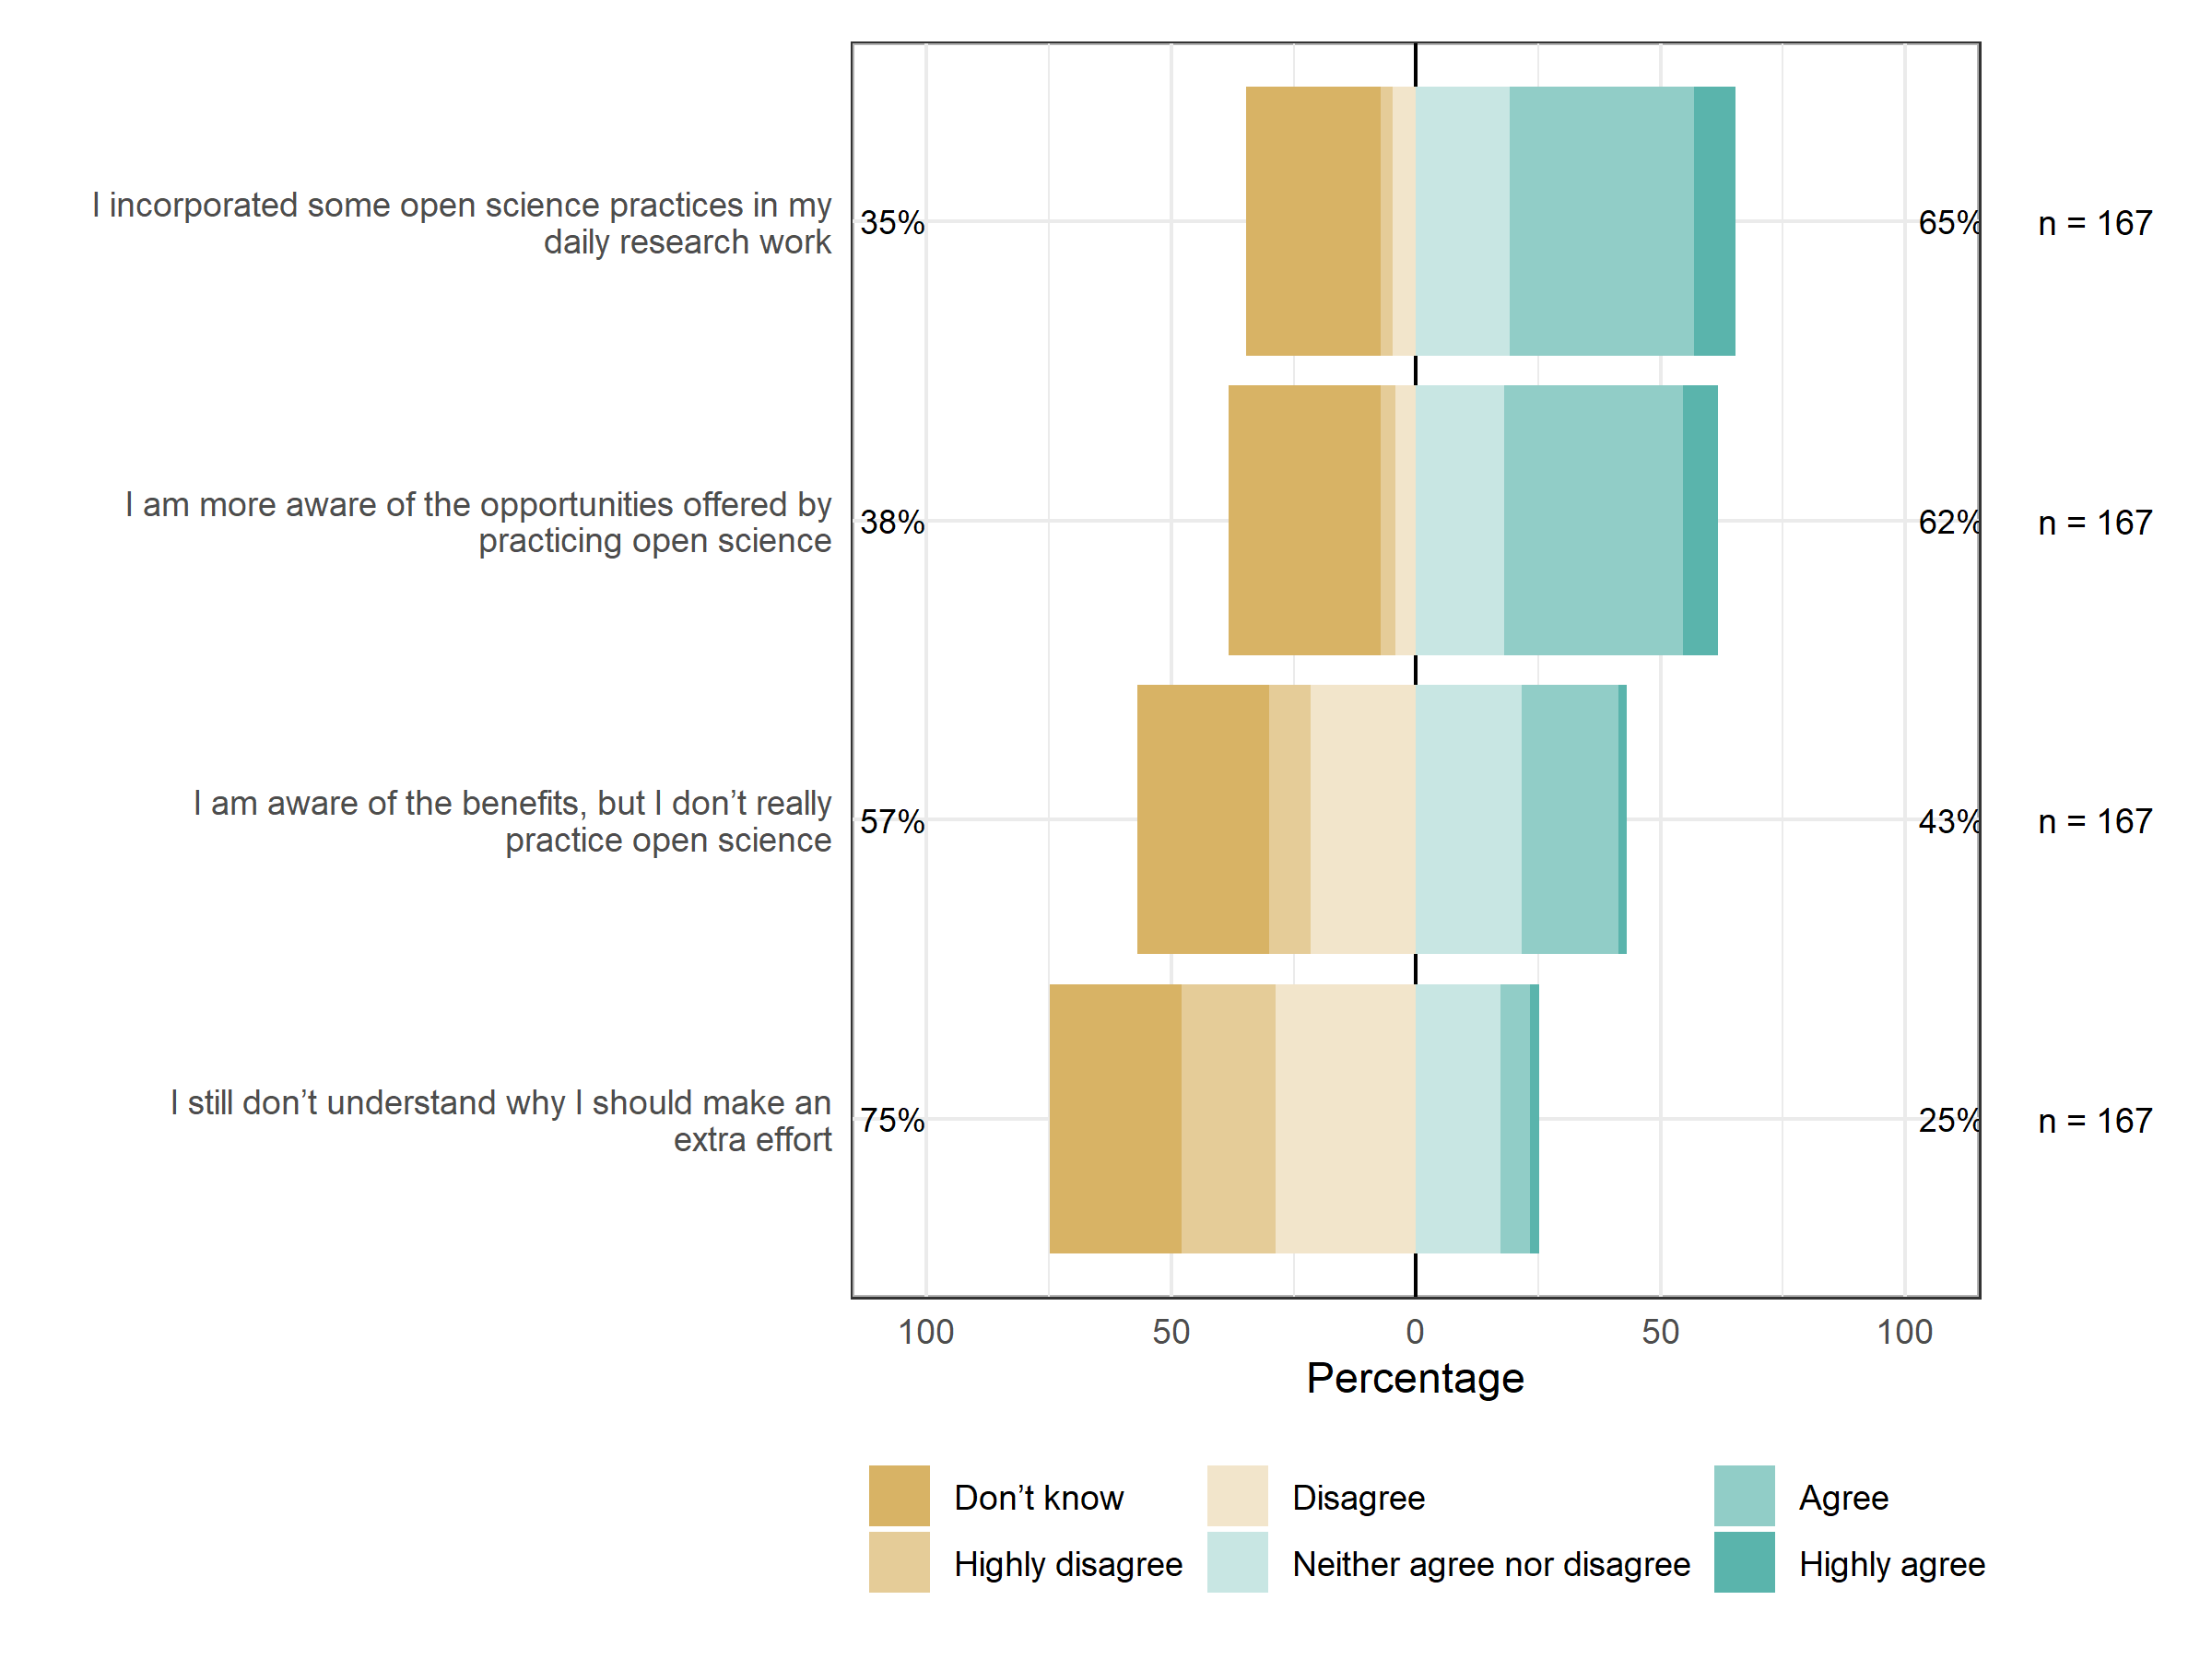 I incorporated some open science practices in my
daily research work
35%
65%
n = 167
I am more aware of the opportunities offered by
practicing open science
38%
62%
n = 167
I am aware of the benefits, but I don’t really
practice open science
57%
43%
n = 167
I still don’t understand why I should make an
extra effort
75%
25%
n = 167
100 50 0 50 100
Percentage
Don’t know
Disagree
Agree
Highly disagree
Neither agree nor disagree
Highly agree